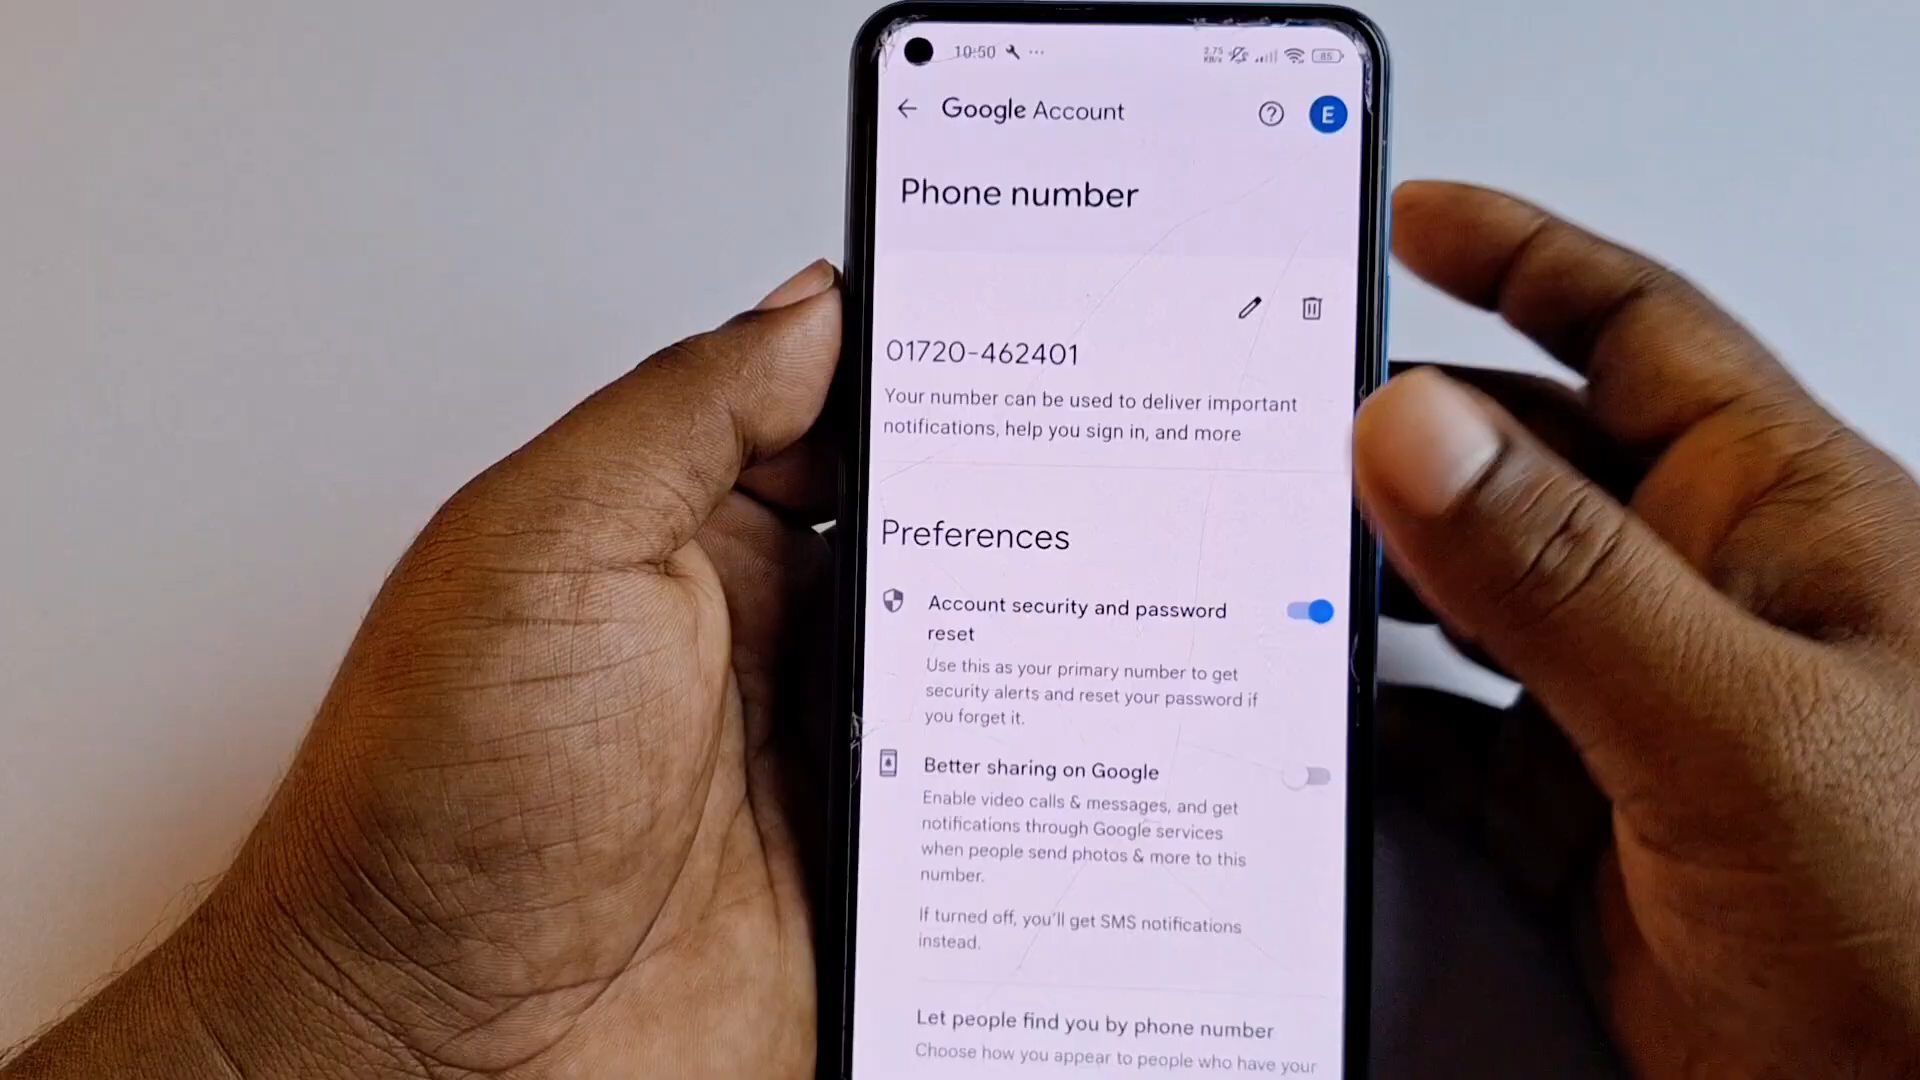 10:50 ...
2.75
KB/s
85
Google Account
E
Phone number
01720-462401
Your number can be used to deliver important
notifications, help you sign in, and more
Preferences
Account security and password
reset
Use this as your primary number to get
security alerts and reset your password if
you forget it.
Better sharing on Google
Enable video calls & messages, and get
notifications through Google services
when people send photos & more to this
number.
If turned off, you'll get SMS notifications
instead.
Let people find you by phone number
Choose how you appear to people who have your